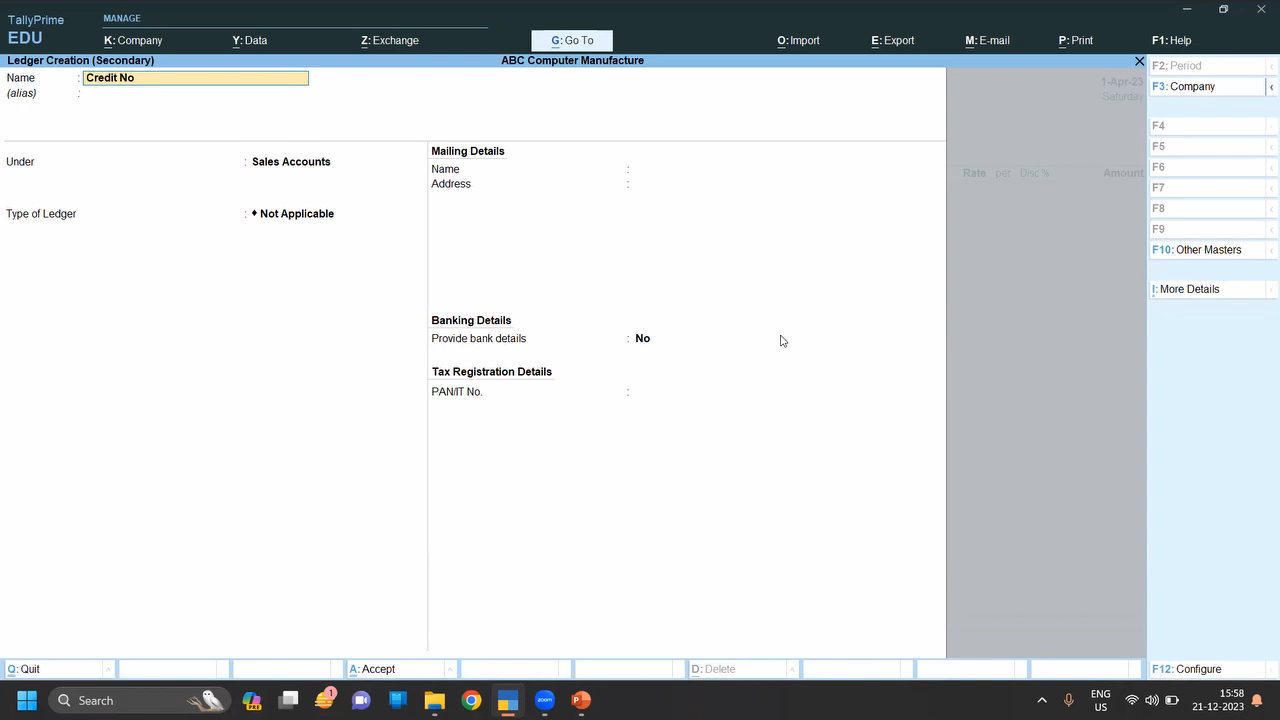 TallyPrime
EDU
MANAGE
K: Company
Y: Data
Z: Exchange
G: Go To
O: Import
E: Export
M: E-mail
P: Print
F1: Help
Ledger Creation (Secondary)
ABC Computer Manufacture
Name : Credit No
(alias) :
Under : Sales Accounts
Type of Ledger : ♦ Not Applicable
Mailing Details
Name :
Address :
Banking Details
Provide bank details : No
Tax Registration Details
PAN/IT No. :
1-Apr-23
Saturday
Rate per Disc % Amount
F2: Period
F3: Company
F4
F5
F6
F7
F8
F9
F10: Other Masters
I: More Details
Q: Quit
A: Accept
D: Delete
F12: Configure
Search
PRE
1
zoom
ENG
US
15:58
21-12-2023